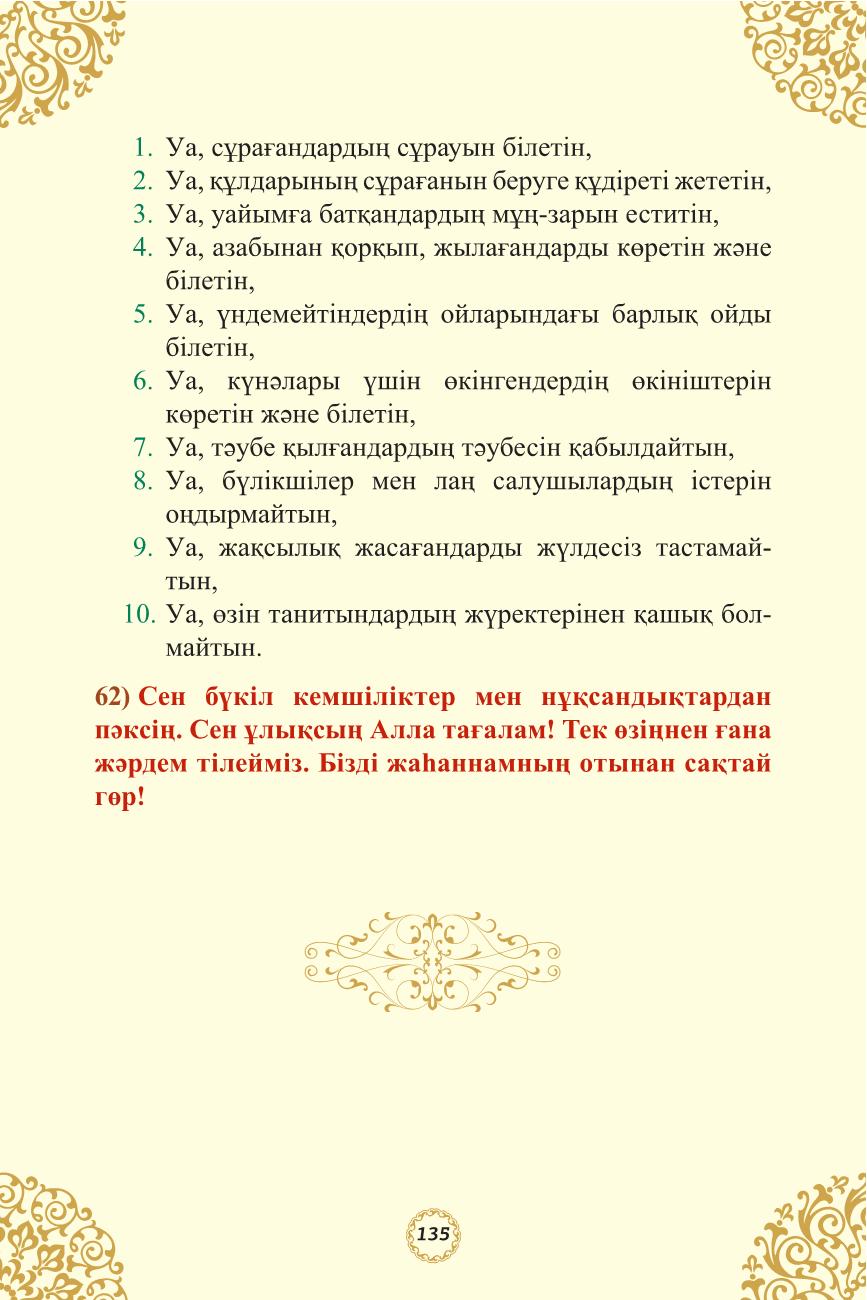 1. Уа, сұрағандардың сұрауын білетін,
2. Уа, құлдарының сұрағанын беруге құдіреті жететін,
3. Уа, уайымға батқандардың мұң-зарын еститін,
4. Уа, азабынан қорқып, жылағандарды көретін және
білетін,
5. Уа, үндемейтіндердің ойларындағы барлық ойды
білетін,
6. Уа, күнәлары үшін өкінгендердің өкініштерін
көретін және білетін,
7. Уа, тәубе қылғандардың тәубесін қабылдайтын,
8. Уа, бүлікшілер мен лаң салушылардың істерін
оңдырмайтын,
9. Уа, жақсылық жасағандарды жүлдесіз тастамай-
тын,
10. Уа, өзін танитындардың жүректерінен қашық бол-
майтын.
62) Сен бүкіл кемшіліктер мен нұқсандықтардан
пәксің. Сен ұлықсың Алла тағалам! Тек өзіңнен ғана
жәрдем тілейміз. Бізді жаһаннамның отынан сақтай
гөр!
135